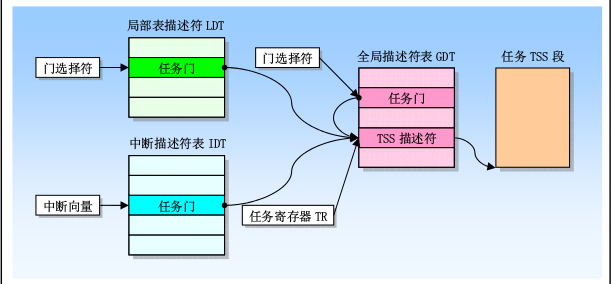 局部表描述符 LDT
门选择符
任务门
门选择符
全局描述符表 GDT
任务门
TSS 描述符
任务 TSS 段
中断描述符表 IDT
中断向量
任务门
任务寄存器 TR